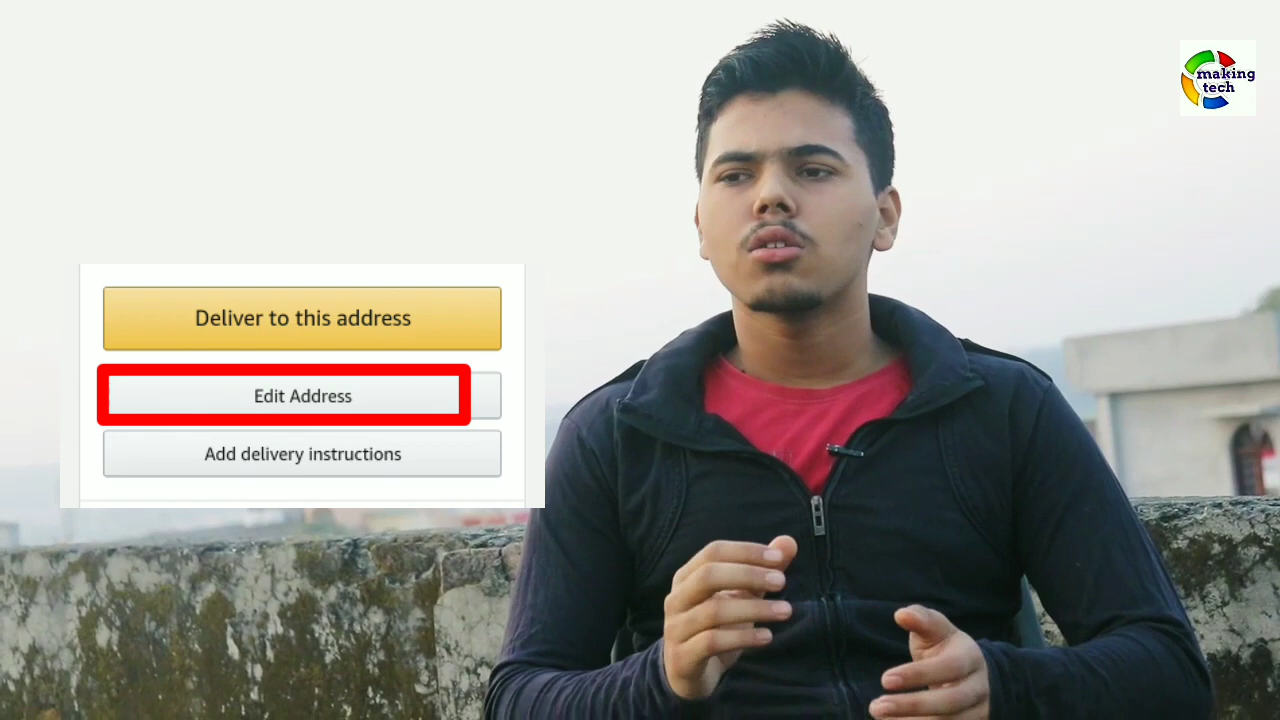 making
tech
Deliver to this address
Edit Address
Add delivery instructions